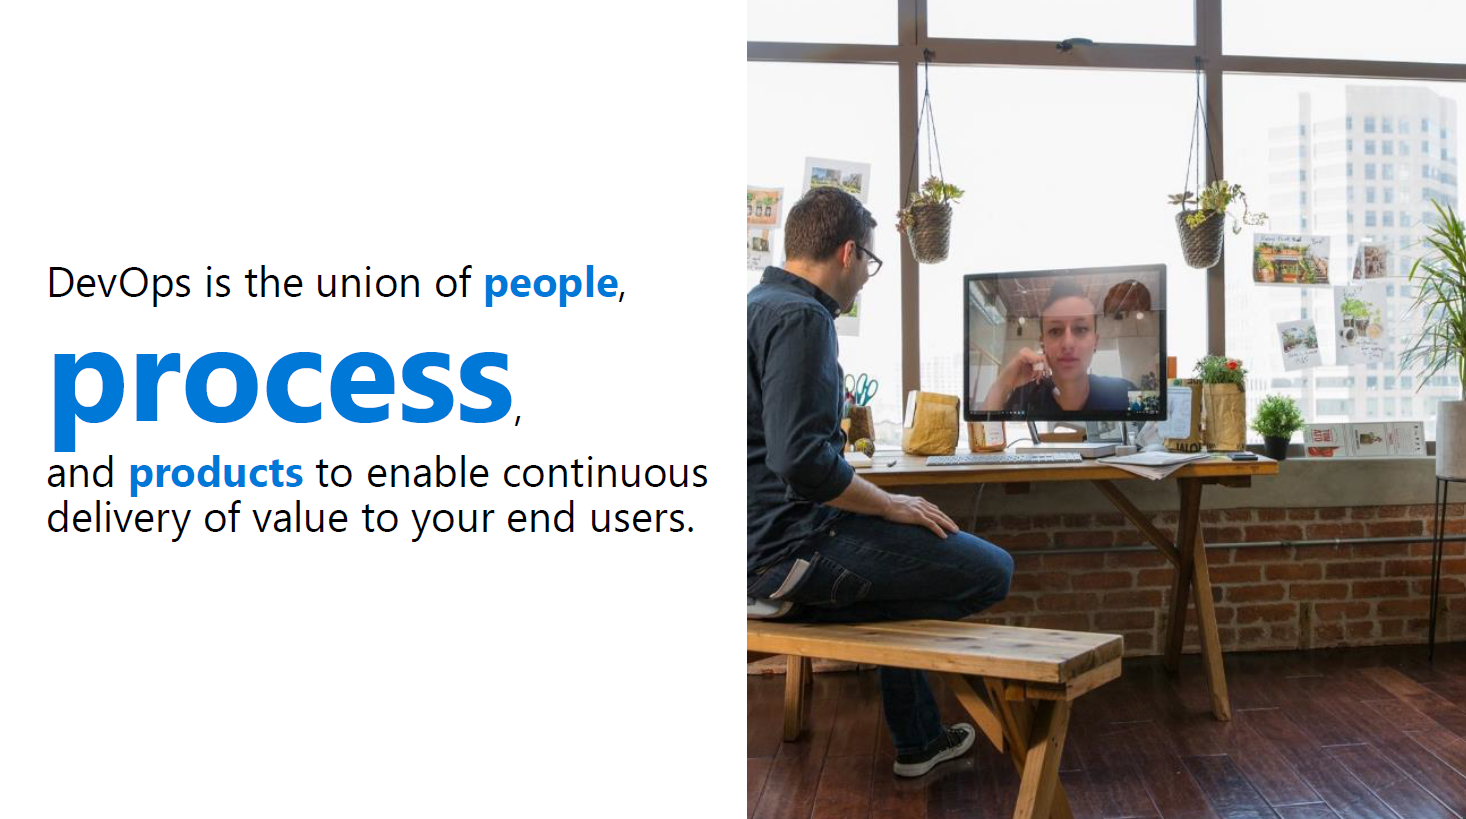 DevOps is the union of people,
process,
and products to enable continuous
delivery of value to your end users.